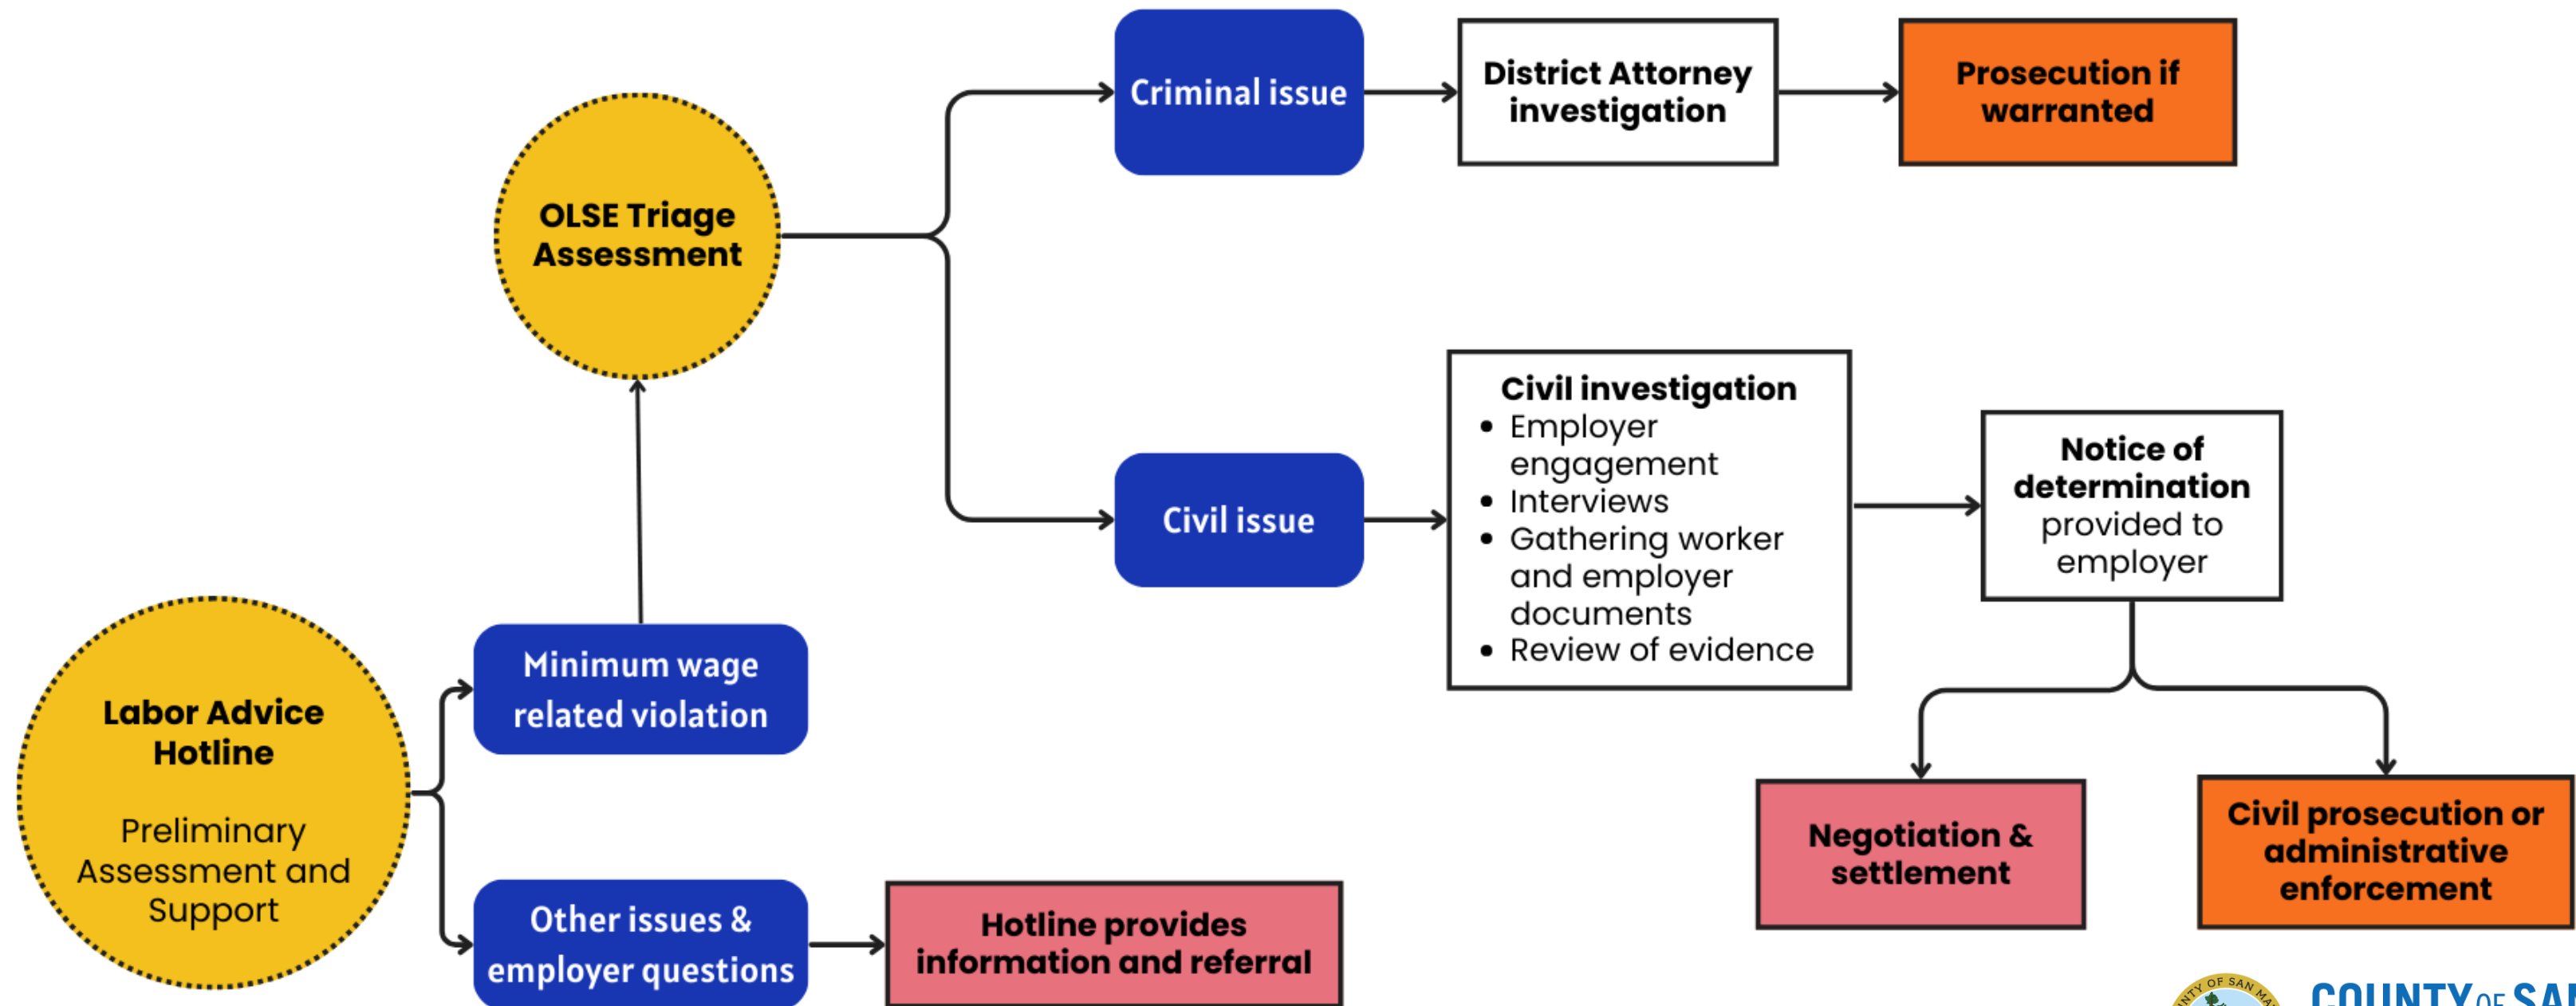 Criminal issue
District Attorney
investigation
Prosecution if
warranted
OLSE Triage
Assessment
Civil investigation
• Employer
engagement
• Interviews
• Gathering worker
and employer
documents
• Review of evidence
Civil issue
Notice of
determination
provided to
employer
Minimum wage
related violation
Labor Advice
Hotline
Preliminary
Assessment and
Support
Other issues &
employer questions
Hotline provides
information and referral
Negotiation &
settlement
Civil prosecution or
administrative
enforcement
OF SAN
COUNTY OF